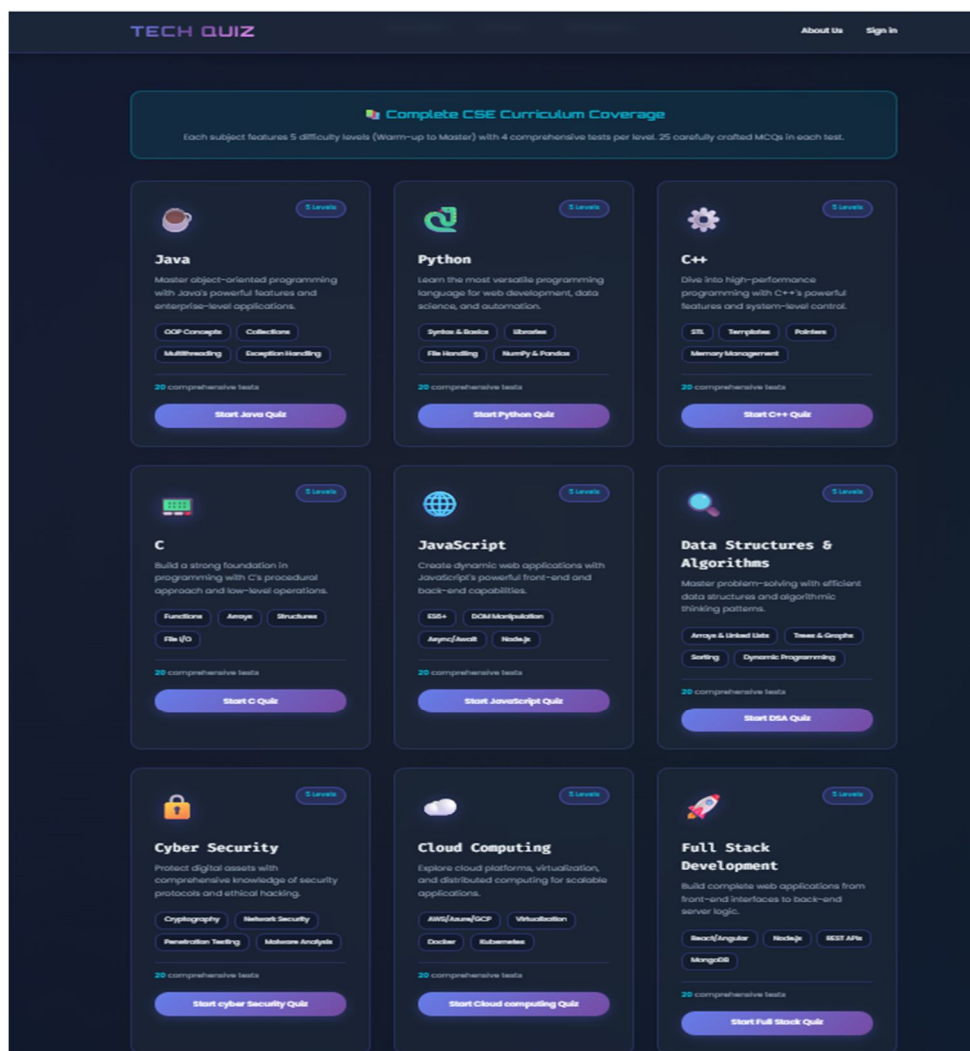 TECH QUIZ
About Us
Sign in
Complete CSE Curriculum Coverage
Each subject features 5 difficulty levels (Warm-up to Master) with 4 comprehensive tests per level. 25 carefully crafted MCQs in each test.
5 Levels
Java
Master object-oriented programming
with Java's powerful features and
enterprise-level applications.
OOP Concepts
Collections
Multithreading
Exception Handling
20 comprehensive tests
Start Java Quiz
5 Levels
Python
Learn the most versatile programming
language for web development, data
science, and automation.
Syntax & Basics
Libraries
File Handling
NumPy & Pandas
20 comprehensive tests
Start Python Quiz
5 Levels
C++
Dive into high-performance
programming with C++'s powerful
features and system-level control.
STL
Templates
Pointers
Memory Management
20 comprehensive tests
Start C++ Quiz
5 Levels
C
Build a strong foundation in
programming with C's procedural
approach and low-level operations.
Functions
Arrays
Structures
File I/O
20 comprehensive tests
Start C Quiz
5 Levels
JavaScript
Create dynamic web applications with
JavaScript's powerful front-end and
back-end capabilities.
ES6+
DOM Manipulation
Async/Await
Node.js
20 comprehensive tests
Start JavaScript Quiz
5 Levels
Data Structures &
Algorithms
Master problem-solving with efficient
data structures and algorithmic
thinking patterns.
Arrays & Linked Lists
Trees & Graphs
Sorting
Dynamic Programming
20 comprehensive tests
Start DSA Quiz
5 Levels
Cyber Security
Protect digital assets with
comprehensive knowledge of security
protocols and ethical hacking.
Cryptography
Network Security
Penetration Testing
Malware Analysis
20 comprehensive tests
Start cyber Security Quiz
5 Levels
Cloud Computing
Explore cloud platforms, virtualization,
and distributed computing for scalable
applications.
AWS/Azure/GCP
Virtualization
Docker
Kubernetes
20 comprehensive tests
Start Cloud computing Quiz
5 Levels
Full Stack
Development
Build complete web applications from
front-end interfaces to back-end
server logic.
React/Angular
Node.js
REST APIs
MongoDB
20 comprehensive tests
Start Full Stack Quiz